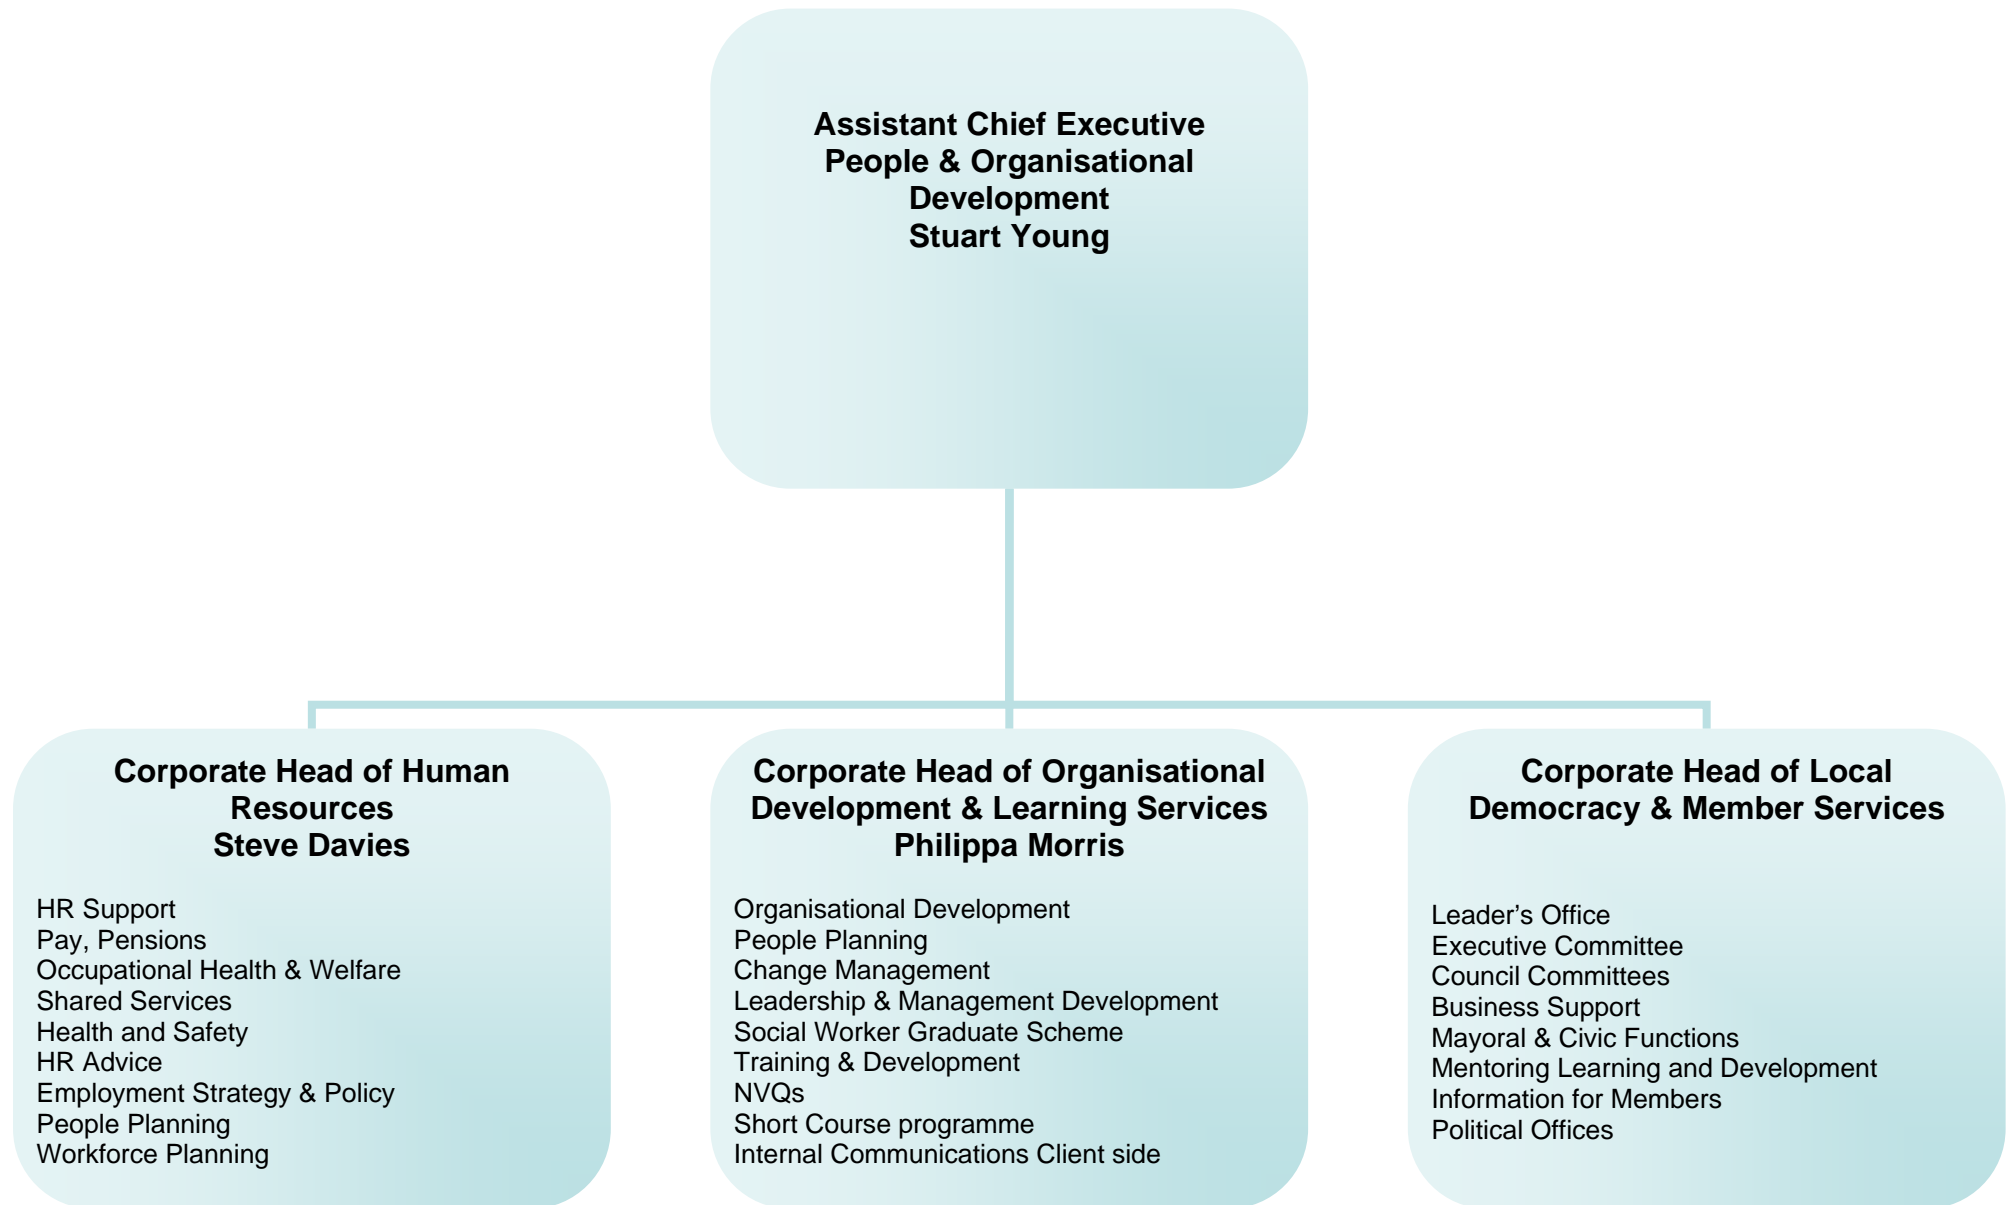 Assistant Chief Executive
People & Organisational
Development
Stuart Young
Corporate Head of Human
Resources
Steve Davies
HR Support
Pay, Pensions
Occupational Health & Welfare
Shared Services
Health and Safety
HR Advice
Employment Strategy & Policy
People Planning
Workforce Planning
Corporate Head of Organisational
Development & Learning Services
Philippa Morris
Organisational Development
People Planning
Change Management
Leadership & Management Development
Social Worker Graduate Scheme
Training & Development
NVQs
Short Course programme
Internal Communications Client side
Corporate Head of Local
Democracy & Member Services
Leader’s Office
Executive Committee
Council Committees
Business Support
Mayoral & Civic Functions
Mentoring Learning and Development
Information for Members
Political Offices